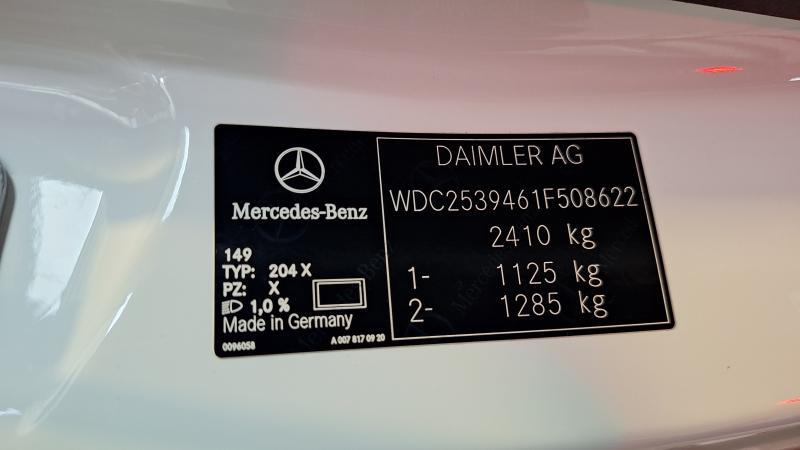 Mercedes-Benz
149
TYP: 204 X
PZ: X
1,0 %
Made in Germany
0096058
A 007 817 09 20
DAIMLER AG
WDC2539461F508622
2410 kg
1- 1125 kg
2- 1285 kg